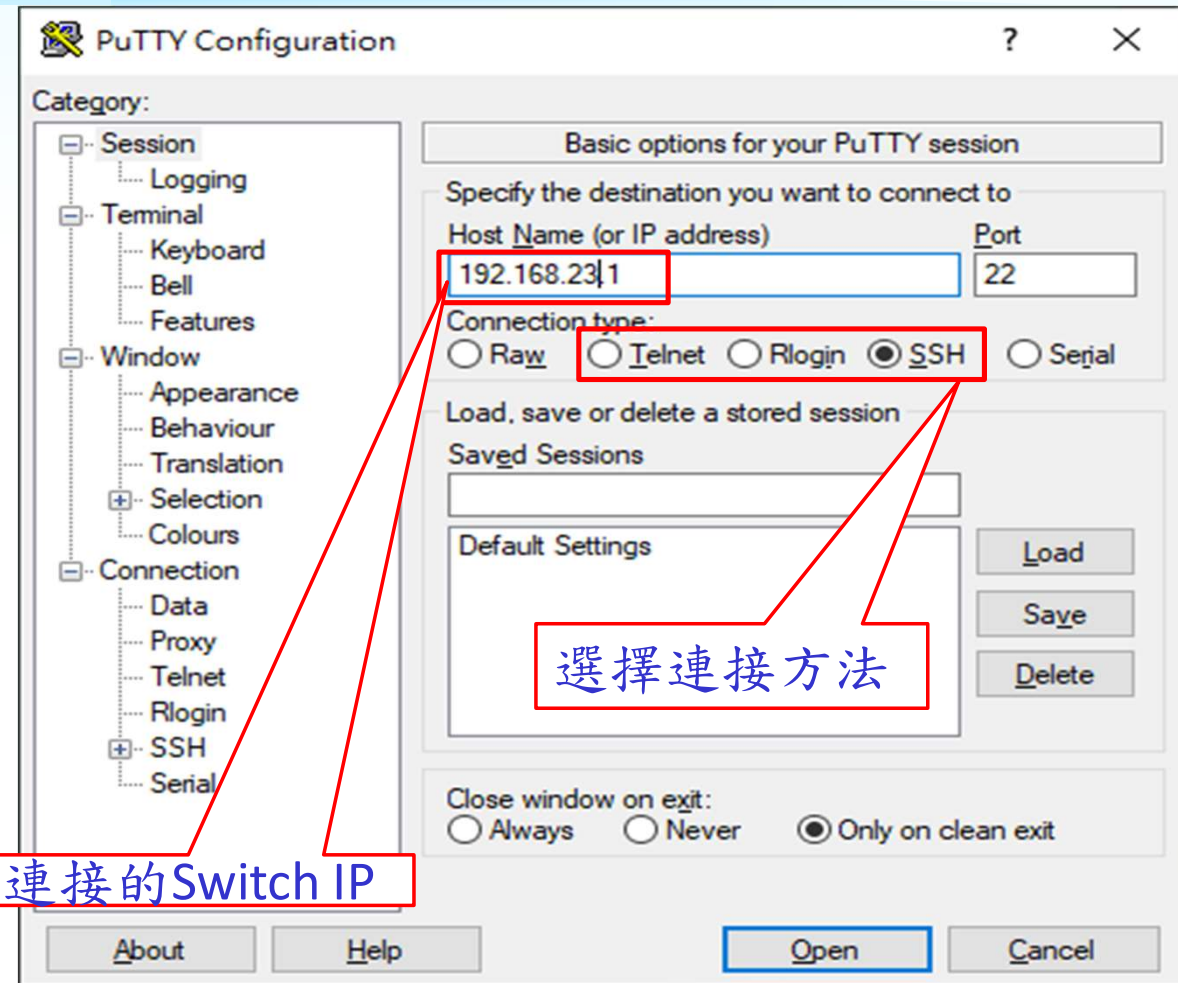 PuTTY Configuration ?
Category:
Session
Logging
Terminal
Keyboard
Bell
Features
Window
Appearance
Behaviour
Translation
Selection
Colours
Connection
Data
Proxy
Telnet
Rlogin
SSH
Serial
Basic options for your PuTTY session
Specify the destination you want to connect to
Host Name (or IP address) Port
192.168.23.1 22
Connection type:
Raw Telnet Rlogin SSH Serial
Load, save or delete a stored session
Saved Sessions
Default Settings
Load
Save
Delete
選擇連接方法
Close window on exit:
Always Never Only on clean exit
連接的Switch IP
About Help Open Cancel